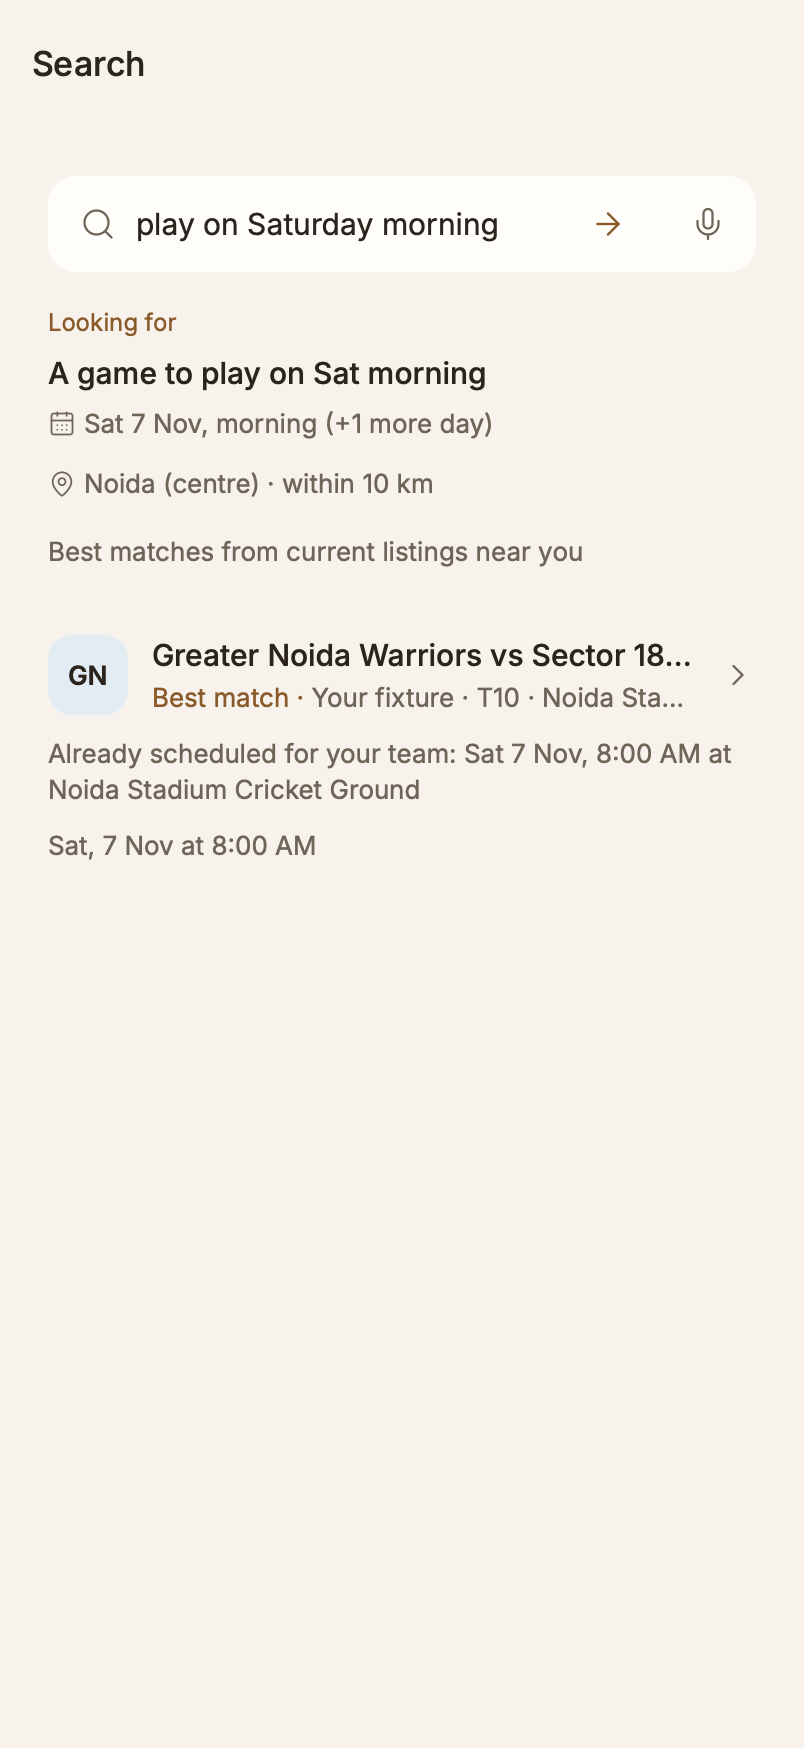 Search
play on Saturday morning
Looking for
A game to play on Sat morning
Sat 7 Nov, morning (+1 more day)
Noida (centre) · within 10 km
Best matches from current listings near you
GN
Greater Noida Warriors vs Sector 18...
Best match · Your fixture · T10 · Noida Sta...
Already scheduled for your team: Sat 7 Nov, 8:00 AM at
Noida Stadium Cricket Ground
Sat, 7 Nov at 8:00 AM